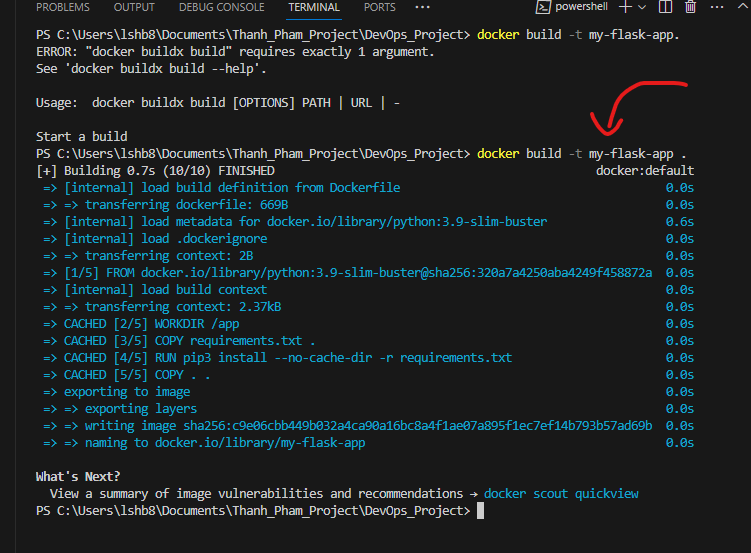 PROBLEMS OUTPUT DEBUG CONSOLE TERMINAL PORTS ··· powershell
PS C:\Users\lshb8\Documents\Thanh_Pham_Project\DevOps_Project> docker build -t my-flask-app.
ERROR: "docker buildx build" requires exactly 1 argument.
See 'docker buildx build --help'.
Usage:  docker buildx build [OPTIONS] PATH | URL | -
Start a build
PS C:\Users\lshb8\Documents\Thanh_Pham_Project\DevOps_Project> docker build -t my-flask-app .
[+] Building 0.7s (10/10) FINISHED docker:default
=> [internal] load build definition from Dockerfile 0.0s
=> => transferring dockerfile: 669B 0.0s
=> [internal] load metadata for docker.io/library/python:3.9-slim-buster 0.6s
=> [internal] load .dockerignore 0.0s
=> => transferring context: 2B 0.0s
=> [1/5] FROM docker.io/library/python:3.9-slim-buster@sha256:320a7a4250aba4249f458872a 0.0s
=> [internal] load build context 0.0s
=> => transferring context: 2.37kB 0.0s
=> CACHED [2/5] WORKDIR /app 0.0s
=> CACHED [3/5] COPY requirements.txt . 0.0s
=> CACHED [4/5] RUN pip3 install --no-cache-dir -r requirements.txt 0.0s
=> CACHED [5/5] COPY . . 0.0s
=> exporting to image 0.0s
=> => exporting layers 0.0s
=> => writing image sha256:c9e06cbb449b032a4ca90a16bc8a4f1ae07a895f1ec7ef14b793b57ad69b 0.0s
=> => naming to docker.io/library/my-flask-app 0.0s
What's Next?
View a summary of image vulnerabilities and recommendations → docker scout quickview
PS C:\Users\lshb8\Documents\Thanh_Pham_Project\DevOps_Project>